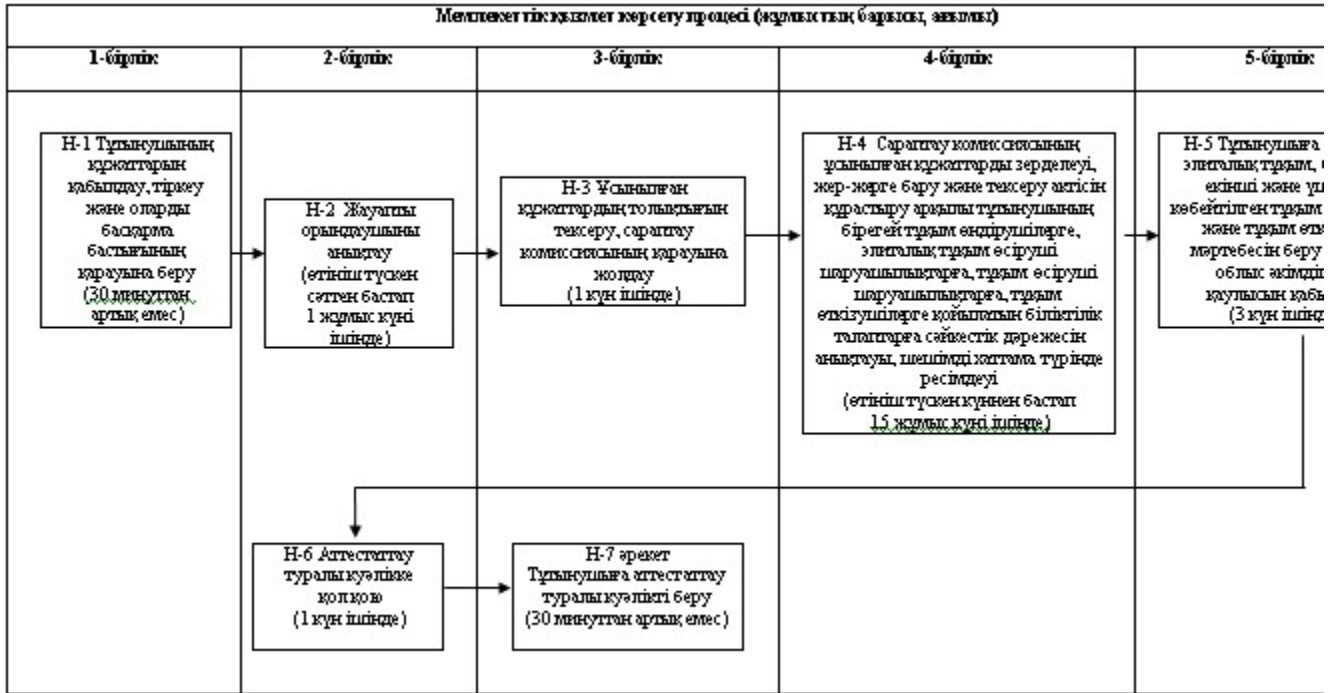 Мемлекеттік қызмет көрсету процесі (жұмыстың барысы, ағымы)
1-бірлік
2-бірлік
3-бірлік
4-бірлік
5-бірлік
Н-1 Тұтынушының
құжаттарын
қабылдау, тіркеу
және оларды
басқарма
бастығының
қарауына беру
(30 минуттан
артық емес)
Н-2 Жауапты
орындаушыны
анықтау
(өтініш түскен
сәттен бастап
1 жұмыс күні
ішінде)
Н-3 Ұсынылған
құжаттардың толықтығын
тексеру, сараптау
комиссиясының қарауына
жолдау
(1 күн ішінде)
Н-4 Сараптау комиссиясының
ұсынылған құжаттарды зерделеуі,
жер-жерге бару және тексеру актісін
құрастыру арқылы тұтынушының
бірегей тұқым өндірушілерге,
элиталық тұқым өсіруші
шаруашылықтарға, тұқым өсіруші
шаруашылықтарға, тұқым
өткізушілерге қойылатын біліктілік
талаптарға сәйкестік дәрежесін
анықтауы, шешімді хаттама түрінде
ресімдеуі
(өтініш түскен күннен бастап
15 жұмыс күні ішінде)
Н-5 Тұтынушыға
элиталық тұқым,
екінші және
көбейтілген тұқым
және тұқым
мәртебесін беру
облыс
қаулысын
(3 күн
Н-6 Аттестаттау
туралы куәлікке
қол қою
(1 күн ішінде)
Н-7 әрекет
Тұтынушыға аттестаттау
туралы куәлікті беру
(30 минуттан артық емес)